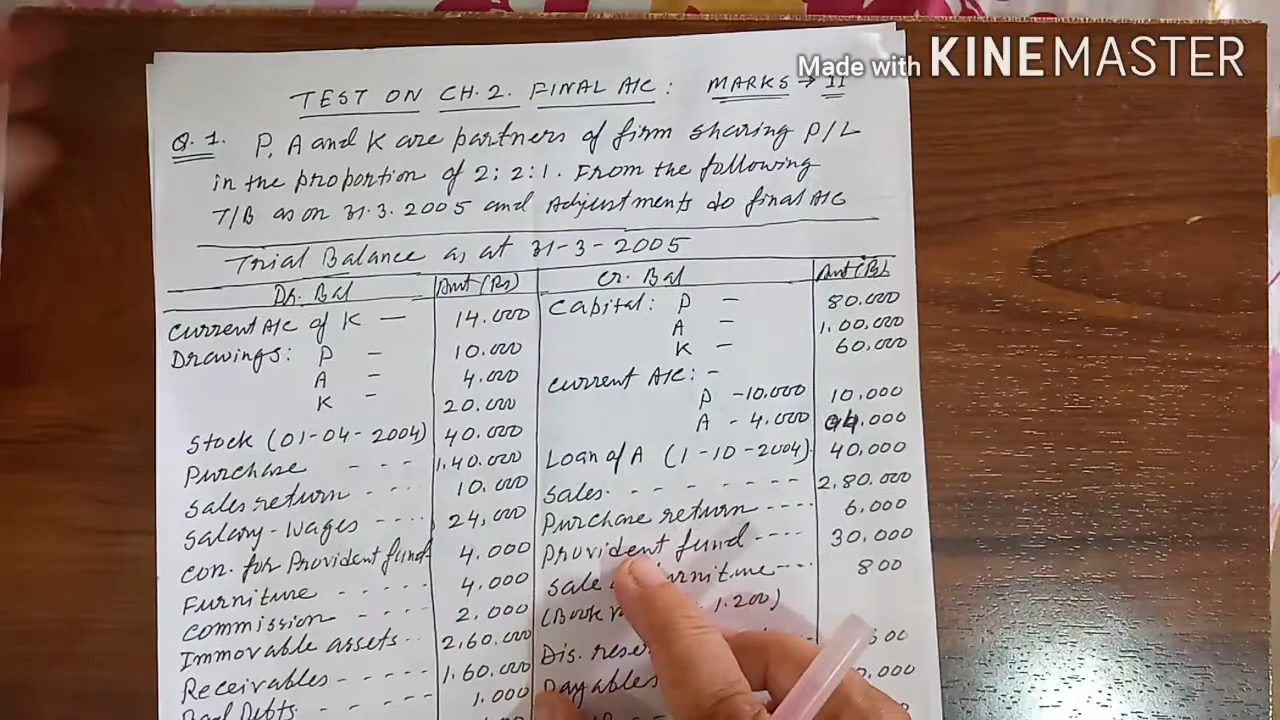 Made with KINEMASTER
TEST ON CH.2. FINAL A/C : MARKS → 11
Q.1. P, A and K are partners of firm sharing P/L
in the proportion of 2:2:1. From the following
T/B as on 31.3.2005 and Adjustments do final A/C
Trial Balance as at 31-3-2005
Dr. Bal Amt (Rs) Cr. Bal Amt (Rs).
Current A/c of K — 14.000 Capital: P — 80.000
A — 1.00.000
Drawings: P — 10.000 K — 60.000
A — 4.000 Current A/c :-
K - 20.000 P -10.000 10,000
A - 4.000 04.000
Stock (01-04-2004) 40.000 Loan of A (1-10-2004) 40,000
Purchase - - - 1.40.000 Sales. - - - - - - - 2,80.000
Sales return - - - - 10.000 Purchase return - - - - 6.000
Salary-Wages - - - - 24,000 Provident fund - - - - 30.000
Con. for Provident fund 4.000 Sale 800
Furniture - - - - - 4.000 (Book 1.200)
Commission - - - - 2.000
Immovable assets - - 2,60.000 Dis.
Receivables - - - - - 1.60.000 Payables
Bad Debts - - - - 1.000